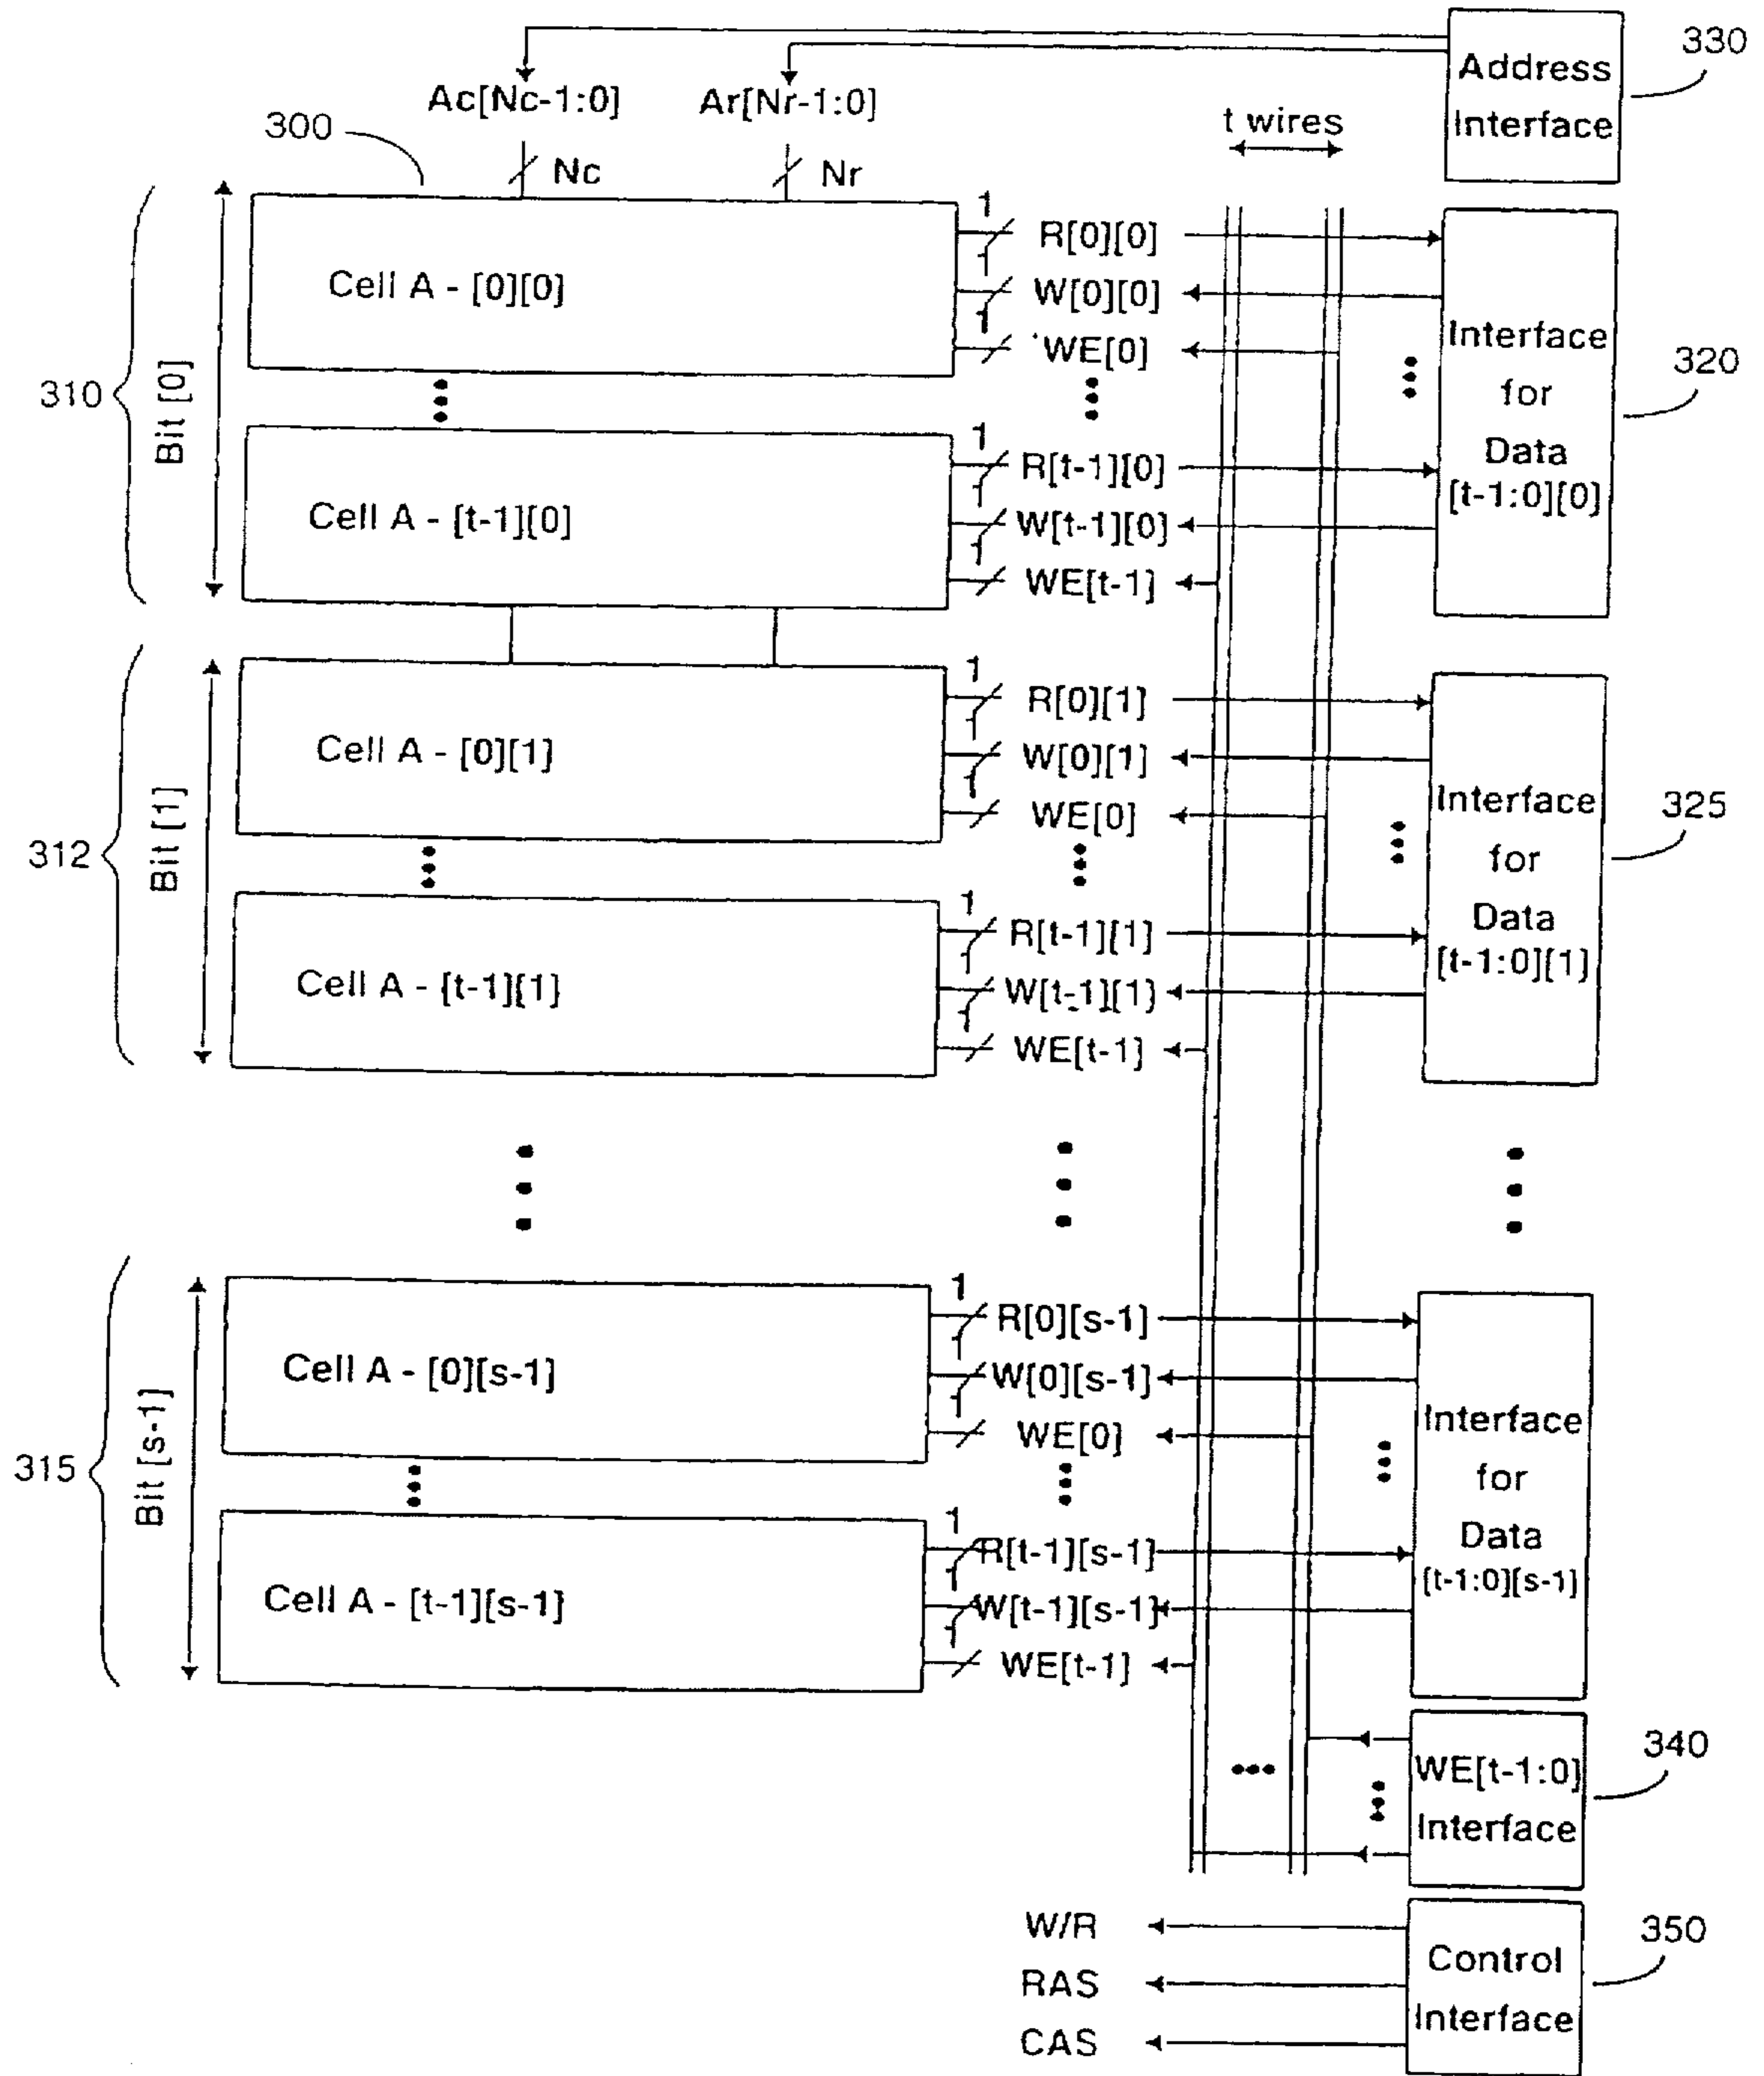 330
Address
Interface
Ac[Nc-1:0]
Ar[Nr-1:0]
t wires
300
Nc
Nr
310
Bit [0]
Cell A - [0][0]
1
R[0][0]
1
W[0][0]
1
WE[0]
Cell A - [t-1][0]
1
R[t-1][0]
1
W[t-1][0]
1
WE[t-1]
Interface
for
Data
[t-1:0][0]
320
312
Bit [1]
Cell A - [0][1]
1
R[0][1]
1
W[0][1]
1
WE[0]
Cell A - [t-1][1]
1
R[t-1][1]
1
W[t-1][1]
1
WE[t-1]
Interface
for
Data
[t-1:0][1]
325
315
Bit [s-1]
Cell A - [0][s-1]
1
R[0][s-1]
1
W[0][s-1]
1
WE[0]
Cell A - [t-1][s-1]
1
R[t-1][s-1]
1
W[t-1][s-1]
1
WE[t-1]
Interface
for
Data
[t-1:0][s-1]
WE[t-1:0]
Interface
340
W/R
RAS
CAS
Control
Interface
350